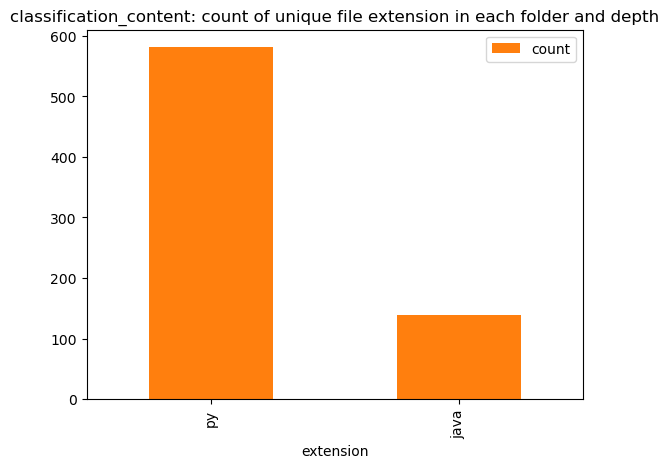 classification_content: count of unique file extension in each folder and depth
count
600
500
400
300
200
100
0
py
java
extension